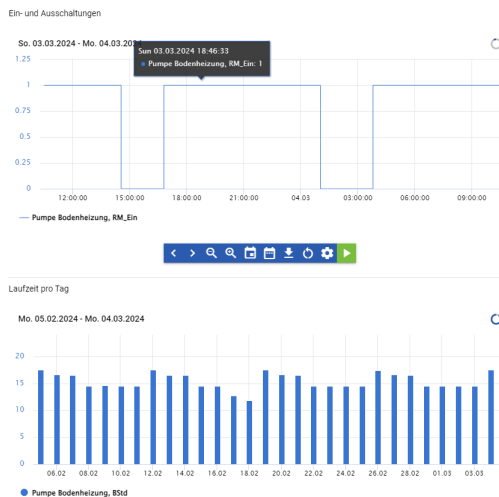 Ein- und Ausschaltungen
So. 03.03.2024 - Mo. 04.03.2024
Sun 03.03.2024 18:46:33
Pumpe Bodenheizung, RM_Ein: 1
1.25
1
0.75
0.5
0.25
0
12:00:00 15:00:00 18:00:00 21:00:00 04.03 03:00:00 06:00:00 09:00:00
Pumpe Bodenheizung, RM_Ein
Laufzeit pro Tag
Mo. 05.02.2024 - Mo. 04.03.2024
20
15
10
5
0
06.02 08.02 10.02 12.02 14.02 16.02 18.02 20.02 22.02 24.02 26.02 28.02 01.03 03.03
Pumpe Bodenheizung, BStd